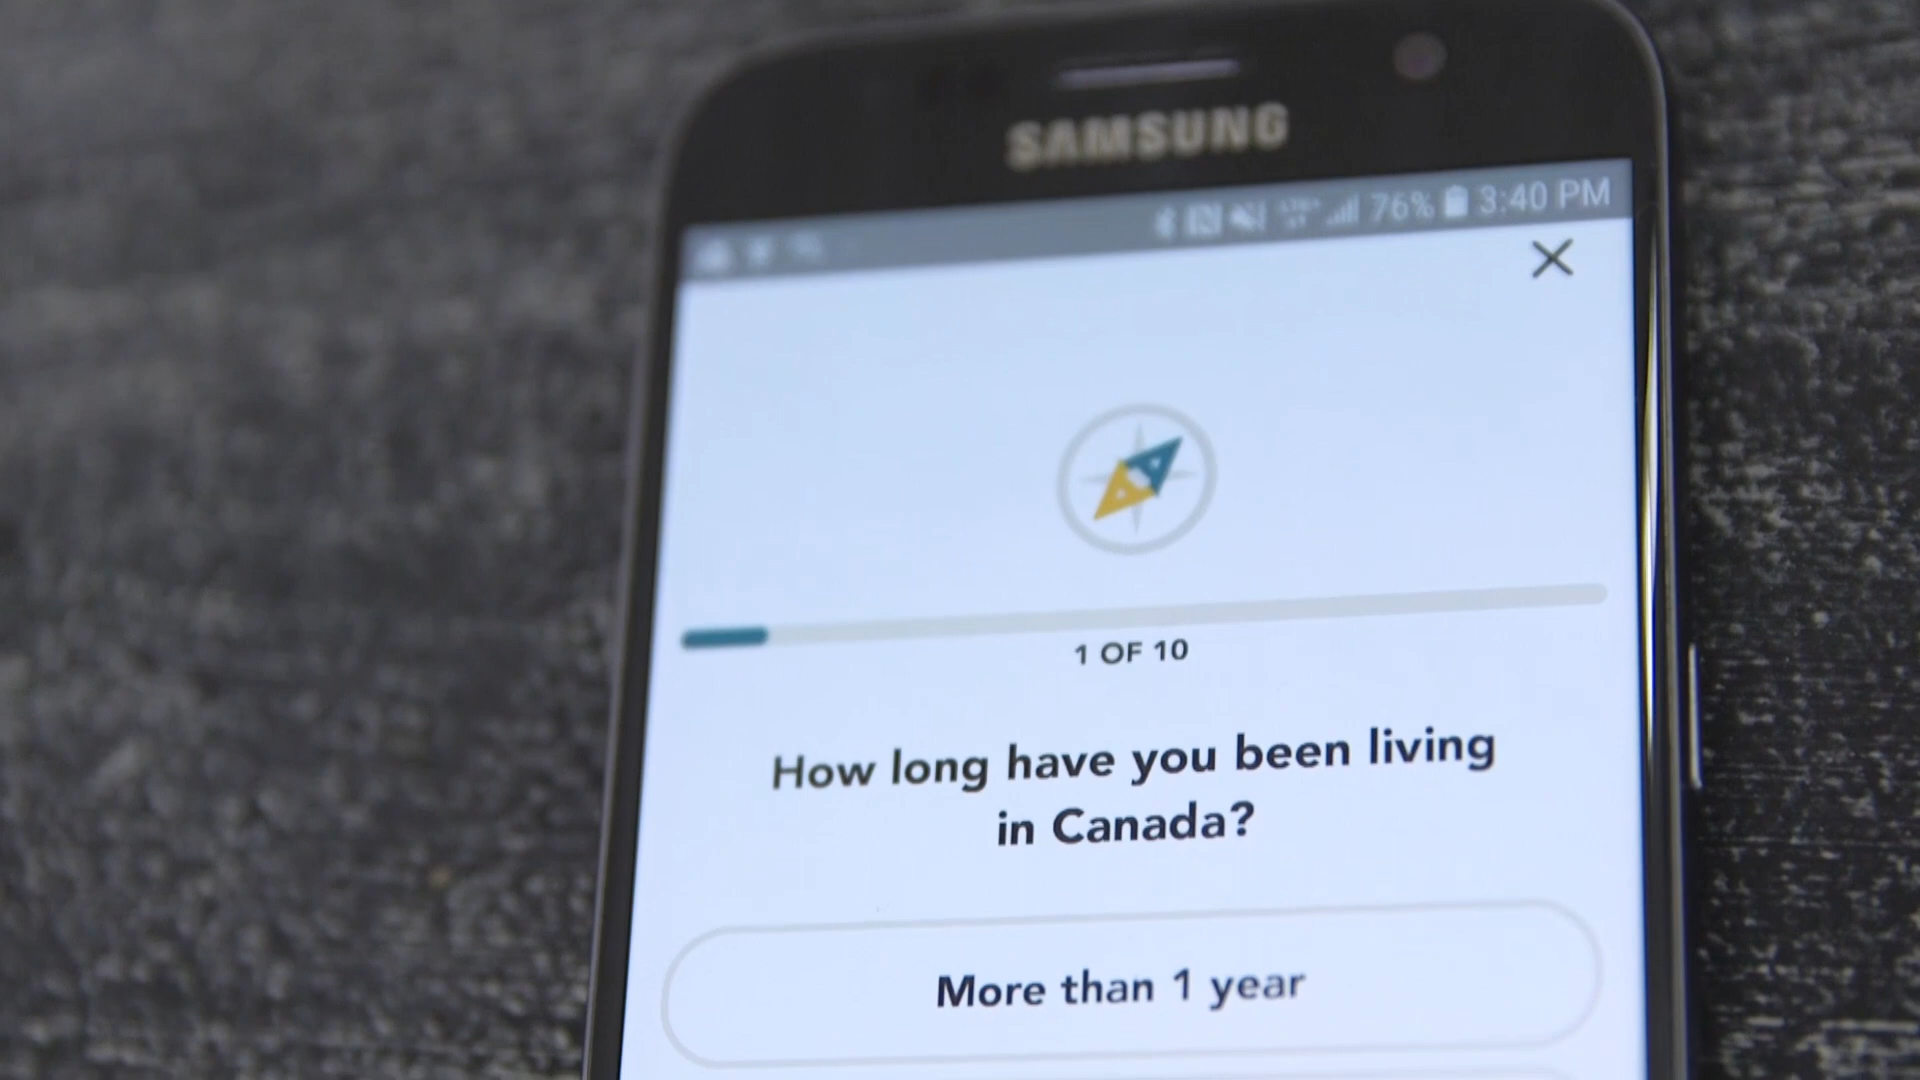 SAMSUNG
76% 3:40 PM
1 OF 10
How long have you been living
in Canada?
More than 1 year